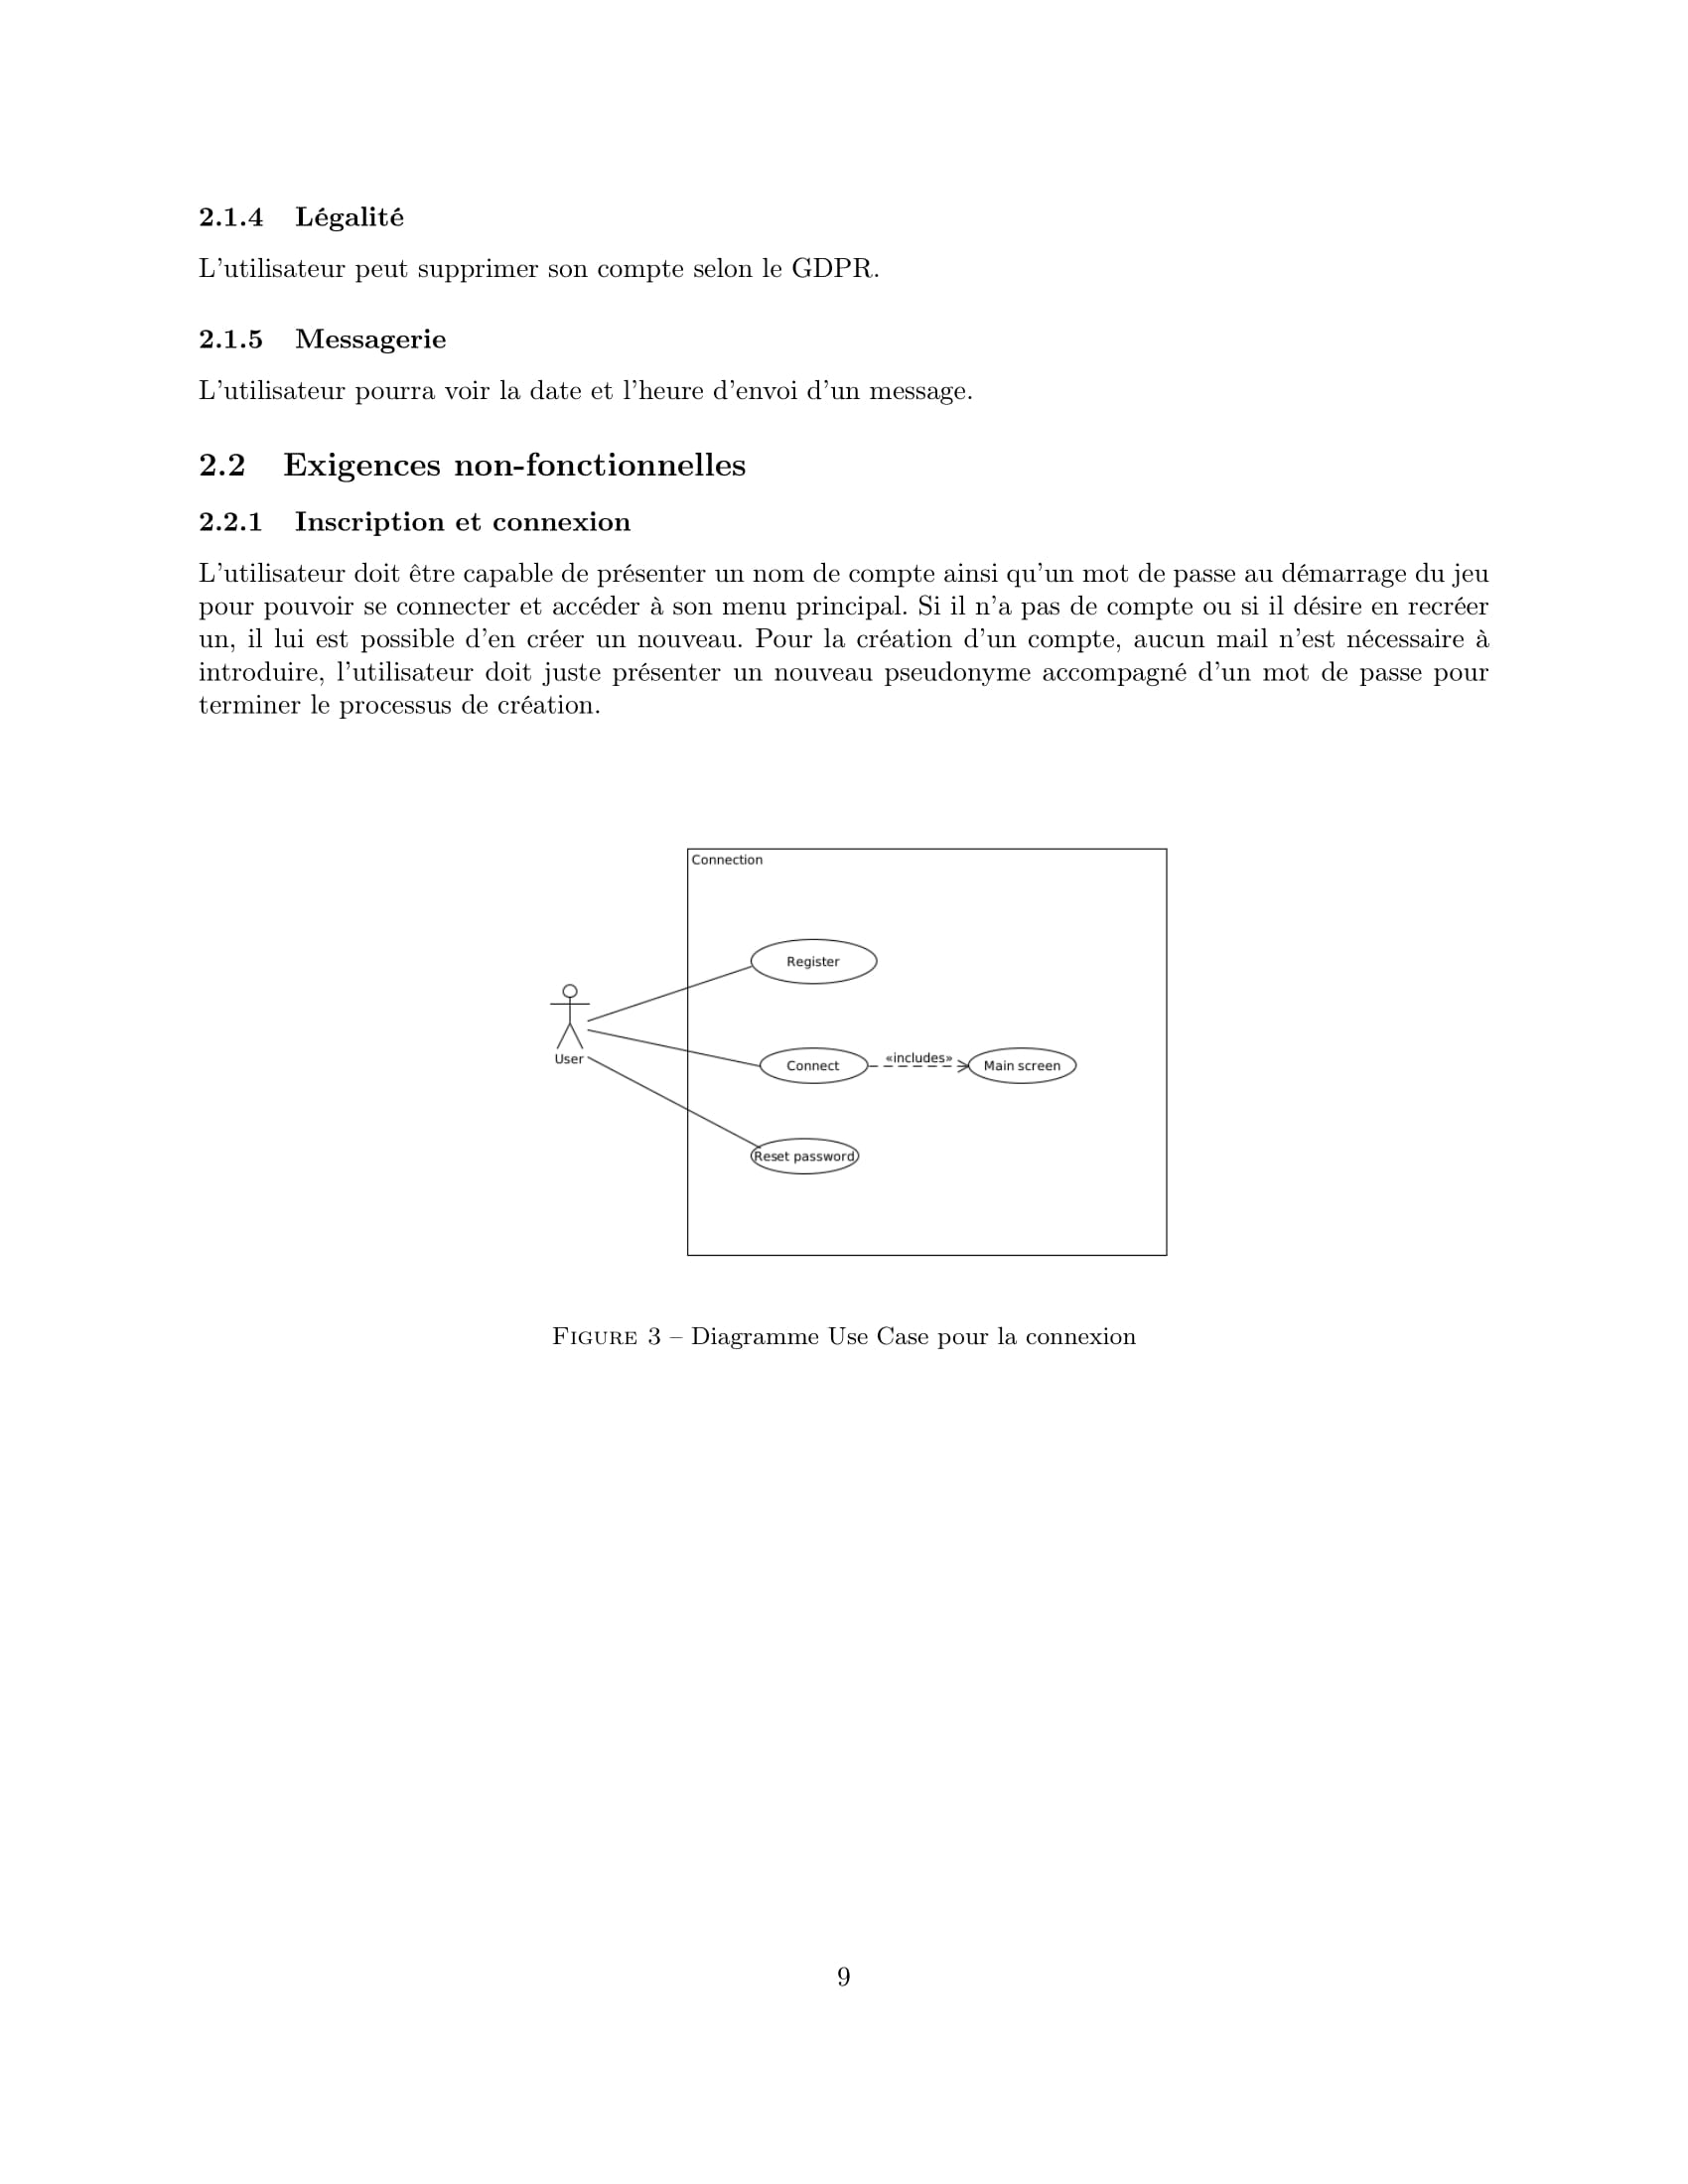 2.1.4 Légalité
L'utilisateur peut supprimer son compte selon le GDPR.
2.1.5 Messagerie
L'utilisateur pourra voir la date et l'heure d'envoi d'un message.
2.2 Exigences non-fonctionnelles
2.2.1 Inscription et connexion
L'utilisateur doit être capable de présenter un nom de compte ainsi qu'un mot de passe au démarrage du jeu
pour pouvoir se connecter et accéder à son menu principal. Si il n'a pas de compte ou si il désire en recréer
un, il lui est possible d'en créer un nouveau. Pour la création d'un compte, aucun mail n'est nécessaire à
introduire, l'utilisateur doit juste présenter un nouveau pseudonyme accompagné d'un mot de passe pour
terminer le processus de création.
Connection
Register
User
Connect
«includes»
Main screen
Reset password
FIGURE 3 – Diagramme Use Case pour la connexion
9